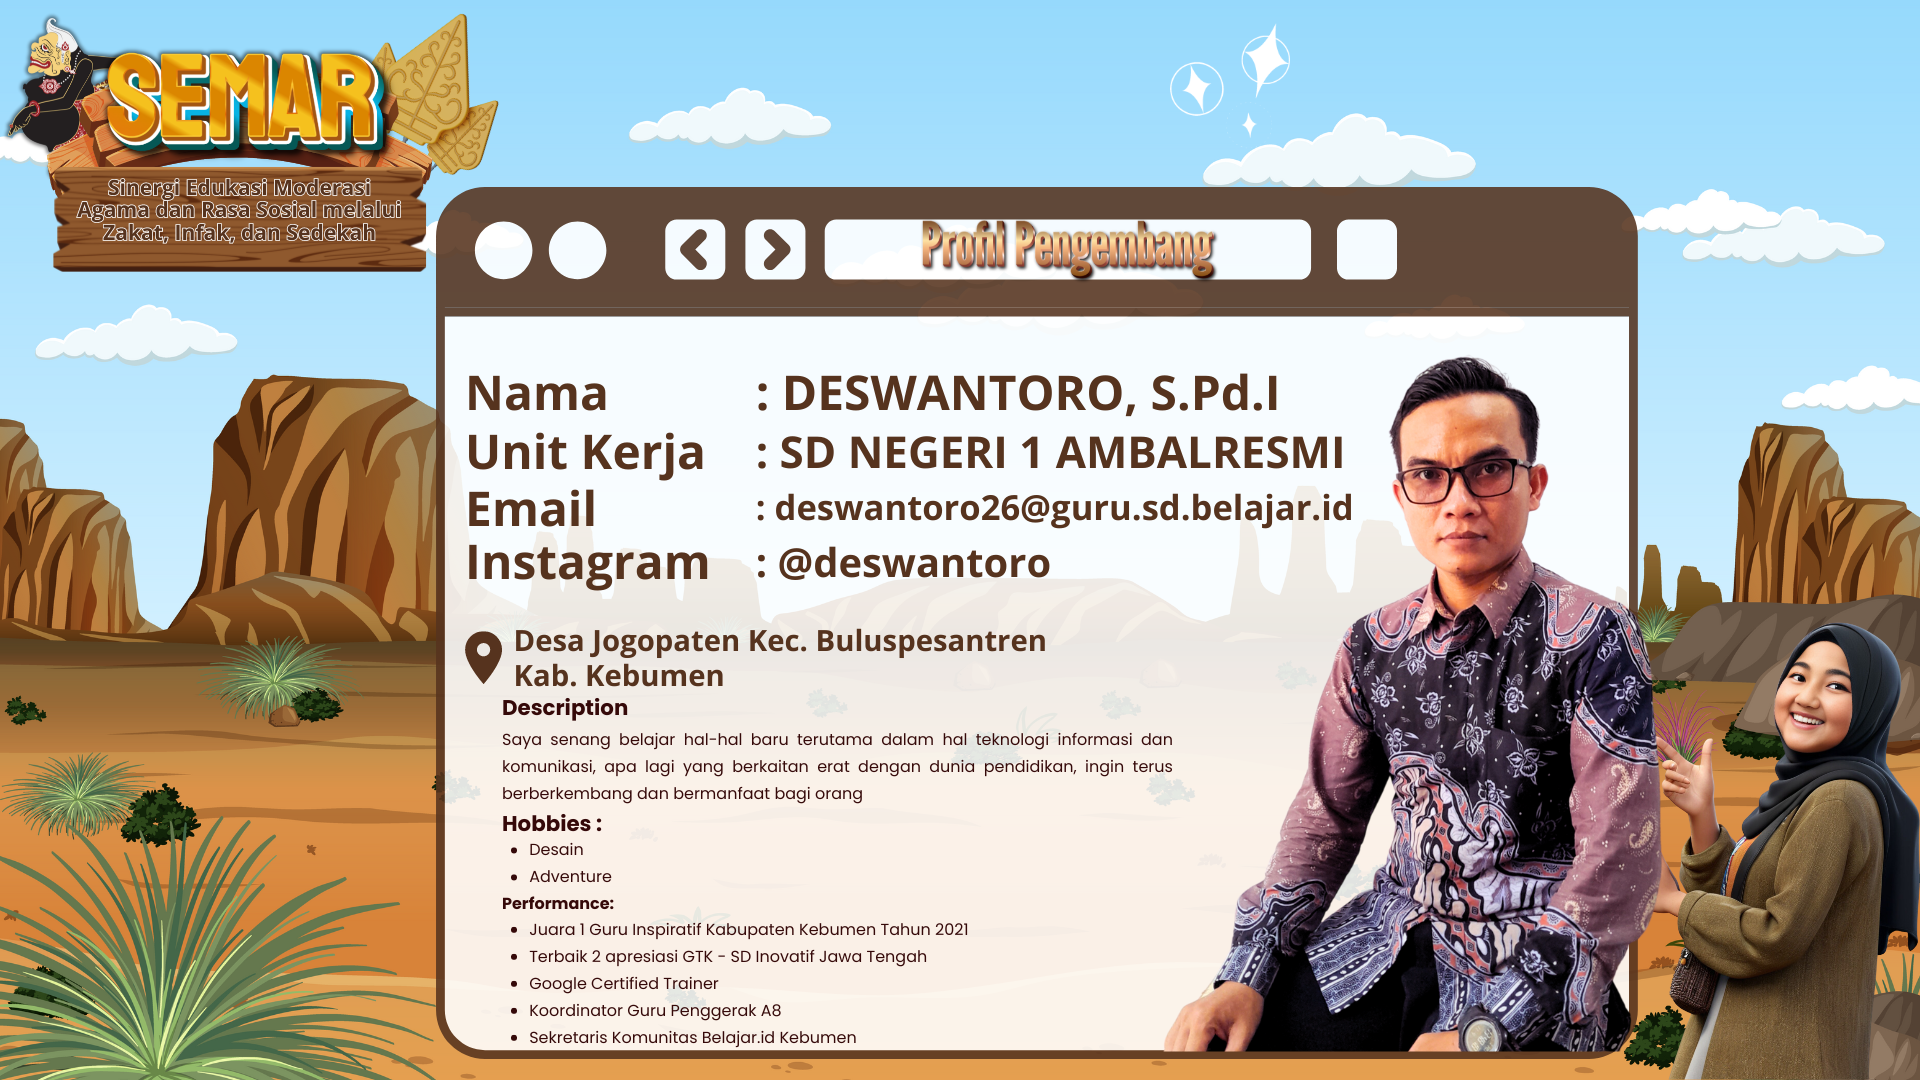 SEMAR
Sinergi Edukasi Moderasi
Agama dan Rasa Sosial melalui
Zakat, Infak, dan Sedekah
Profil Pengembang
Nama : DESWANTORO, S.Pd.I
Unit Kerja : SD NEGERI 1 AMBALRESMI
Email : deswantoro26@guru.sd.belajar.id
Instagram : @deswantoro
Desa Jogopaten Kec. Buluspesantren
Kab. Kebumen
Description
Saya senang belajar hal-hal baru terutama dalam hal teknologi informasi dan
komunikasi, apa lagi yang berkaitan erat dengan dunia pendidikan, ingin terus
berberkembang dan bermanfaat bagi orang
Hobbies :
• Desain
• Adventure
Performance:
• Juara 1 Guru Inspiratif Kabupaten Kebumen Tahun 2021
• Terbaik 2 apresiasi GTK - SD Inovatif Jawa Tengah
• Google Certified Trainer
• Koordinator Guru Penggerak A8
• Sekretaris Komunitas Belajar.id Kebumen